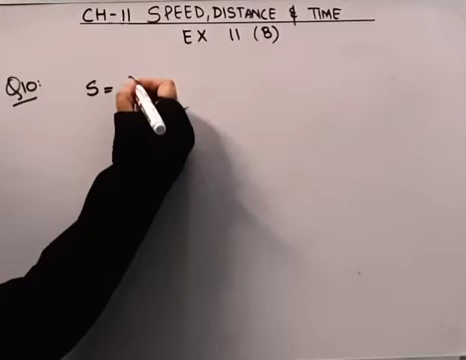 CH-11 SPEED, DISTANCE & TIME
EX 11 (B)
Q10: S =